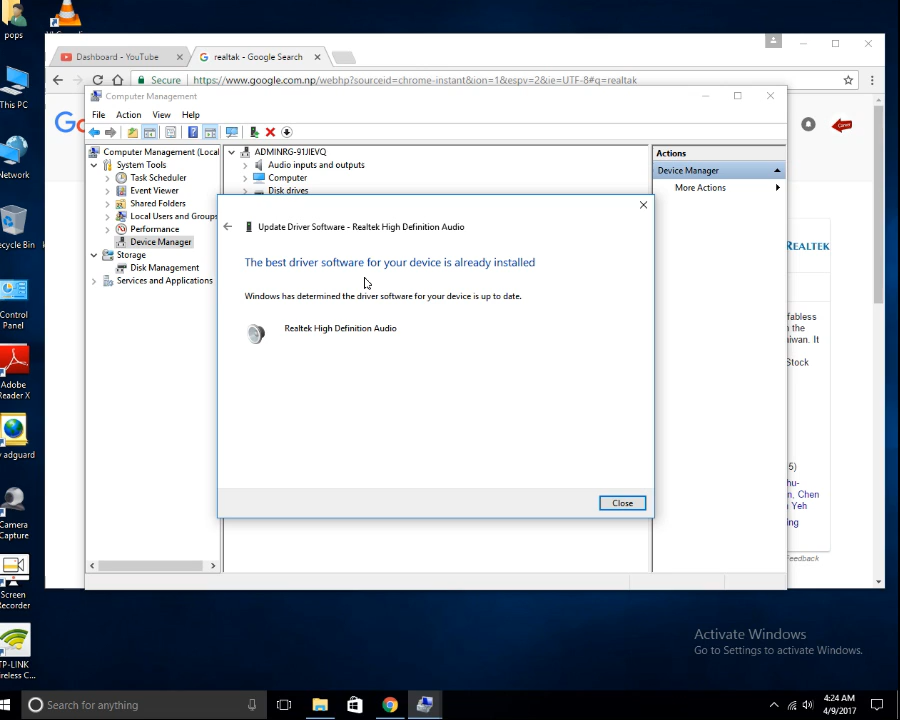 pops
This PC
Network
ecycle Bin
Control
Panel
Adobe
Reader X
adguard
Camera
Capture
Screen
Recorder
TP-LINK
ireless C...
Dashboard - YouTube
realtak - Google Search
Secure
https://www.google.com.np/webhp?sourceid=chrome-instant&ion=1&espv=2&ie=UTF-8#q=realtak
Go
Computer Management
File Action View Help
Computer Management (Local
System Tools
Task Scheduler
Event Viewer
Shared Folders
Local Users and Groups
Performance
Device Manager
Storage
Disk Management
Services and Applications
ADMINRG-91JIEVQ
Audio inputs and outputs
Computer
Disk drives
Actions
Device Manager
More Actions
Update Driver Software - Realtek High Definition Audio
The best driver software for your device is already installed
Windows has determined the driver software for your device is up to date.
Realtek High Definition Audio
Close
REALTEK
fabless
n the
iwan. It
Stock
5)
hu-
n, Chen
Yeh
ing
eedback
Activate Windows
Go to Settings to activate Windows.
Search for anything
4:24 AM
4/9/2017